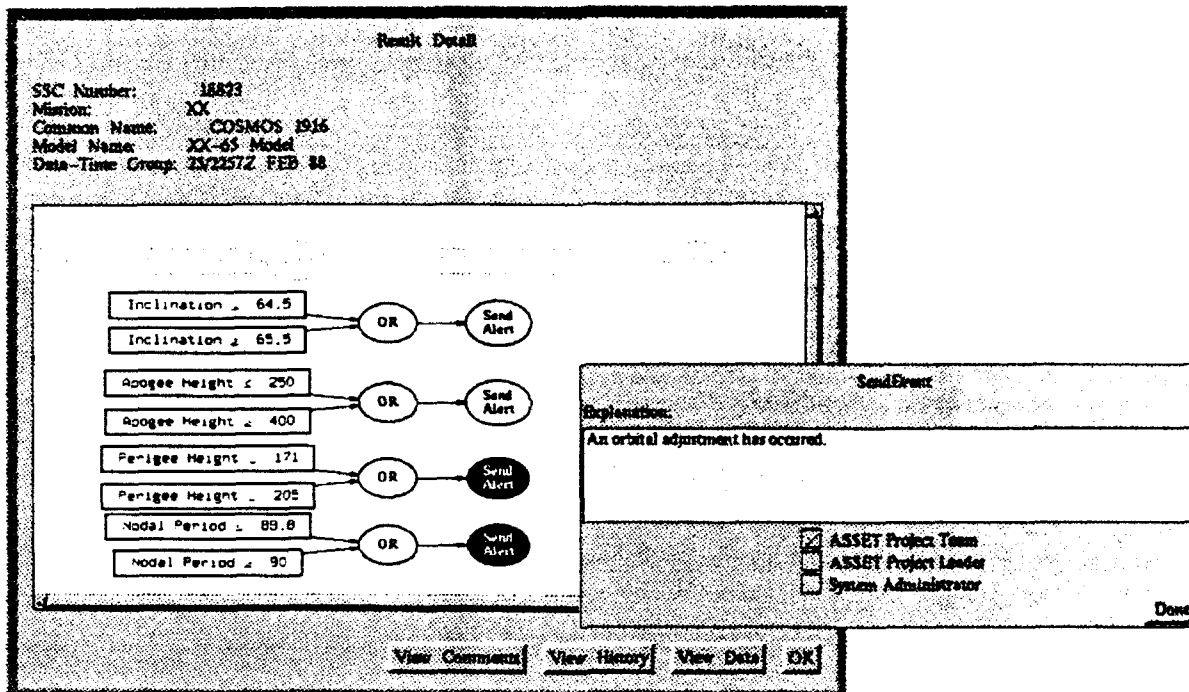 Result Detail
SSC Number: 18823
Mission: XX
Common Name: COSMOS 1916
Model Name: XX-65 Model
Data-Time Group: 23/2257Z FEB 88
Inclination 64.5
Inclination ≥ 65.5
OR
Send
Alert
Apogee Height ≤ 250
Apogee Height 400
OR
Send
Alert
Perigee Height 171
Perigee Height 205
OR
Send
Alert
Nodal Period 89.8
Nodal Period 90
OR
Send
Alert
View Comments View History View Data OK
SendEvent
Explanation:
An orbital adjustment has occured.
ASSET Project Team
ASSET Project Leader
System Administrator
Done